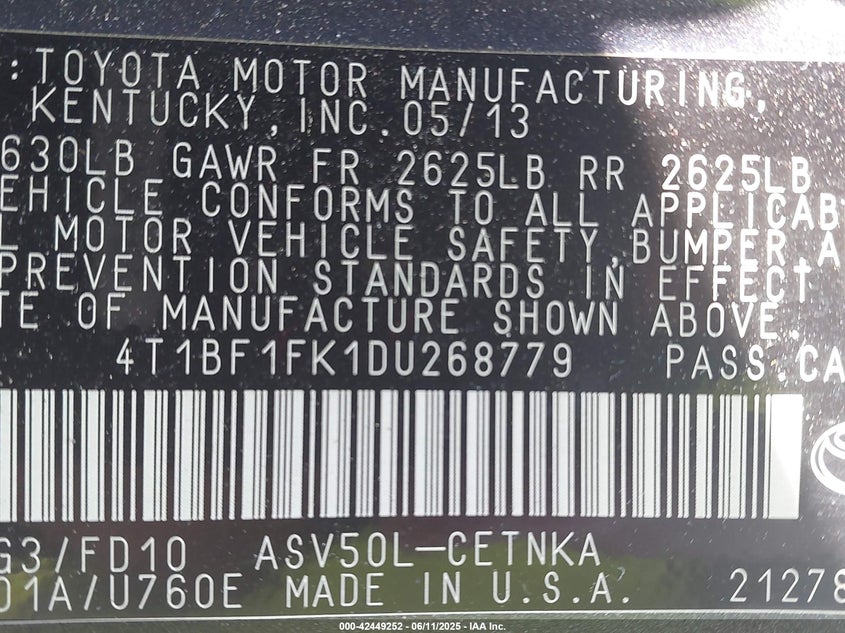 : TOYOTA MOTOR MANUFACTURING,
KENTUCKY, INC. 05/13
630LB GAWR FR 2625LB RR 2625LB
EHICLE CONFORMS TO ALL APPLICAB
L MOTOR VEHICLE SAFETY, BUMPER, A
PREVENTION STANDARDS IN EFFECT
TE OF MANUFACTURE SHOWN ABOVE.
4T1BF1FK1DU268779 PASS.CA
G3/FD10 ASV50L-CETNKA
01A/U760E MADE IN U.S.A. 21278
000-42449252 - 06/11/2025 - IAA Inc.